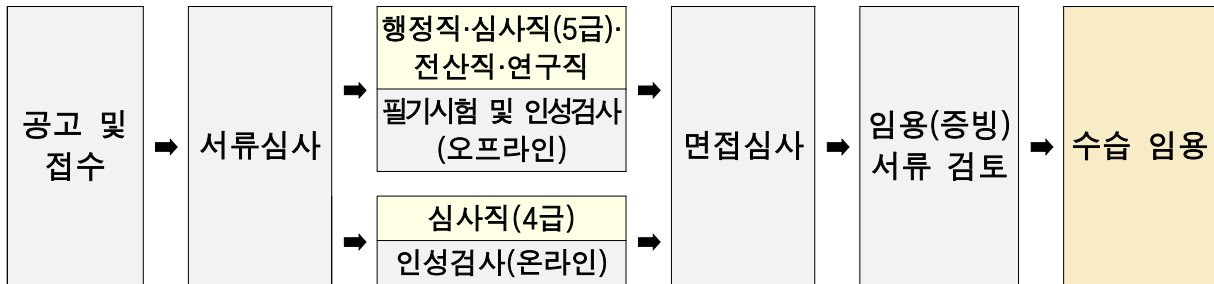 공고 및
접수
➡
서류심사
➡
행정직·심사직(5급)·
전산직·연구직
필기시험 및 인성검사
(오프라인)
➡
➡
심사직(4급)
인성검사(온라인)
➡
면접심사
➡
임용(증빙)
서류 검토
➡
수습 임용